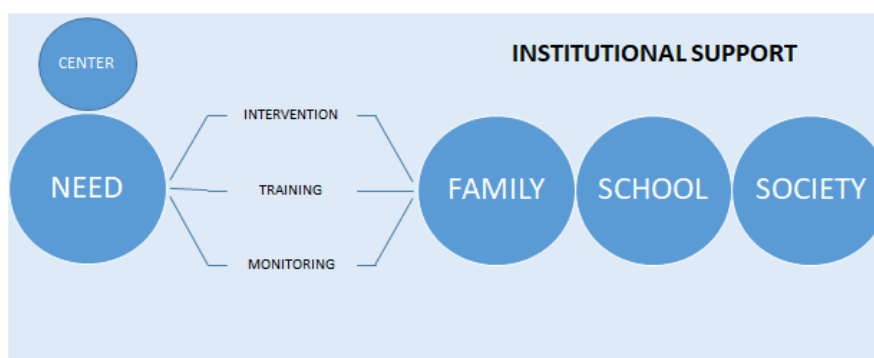 CENTER
INSTITUTIONAL SUPPORT
INTERVENTION
NEED
TRAINING
FAMILY
SCHOOL
SOCIETY
MONITORING